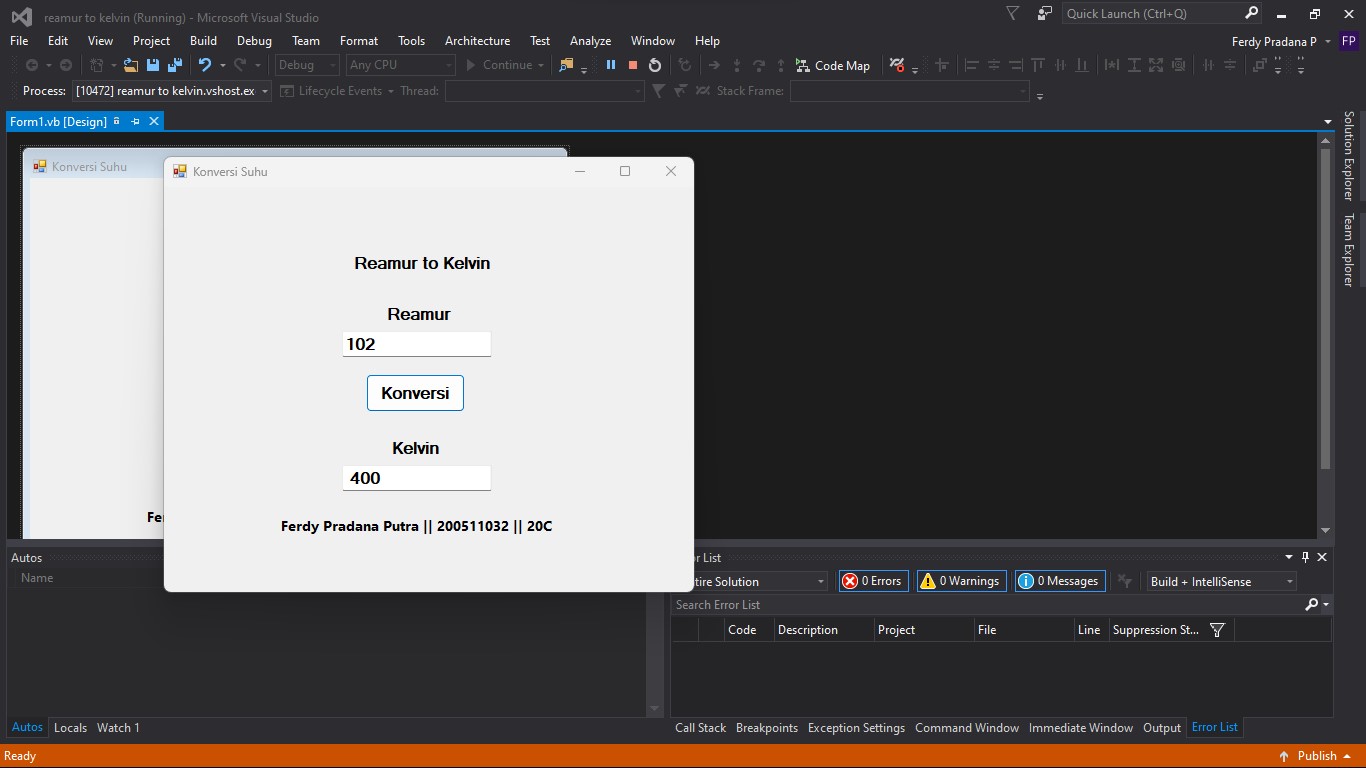 reamur to kelvin (Running) - Microsoft Visual Studio
Quick Launch (Ctrl+Q)
File Edit View Project Build Debug Team Format Tools Architecture Test Analyze Window Help
Ferdy Pradana P FP
Debug Any CPU Continue Code Map
Process: [10472] reamur to kelvin.vshost.ex Lifecycle Events Thread: Stack Frame:
Form1.vb [Design]
Solution Explorer
Team Explorer
Konversi Suhu
Konversi Suhu
Reamur to Kelvin
Reamur
102
Konversi
Kelvin
400
Fe
Ferdy Pradana Putra || 200511032 || 20C
Autos
Name
or List
tire Solution 0 Errors 0 Warnings 0 Messages Build + IntelliSense
Search Error List
Code Description Project File Line Suppression St...
Autos Locals Watch 1
Call Stack Breakpoints Exception Settings Command Window Immediate Window Output Error List
Ready
Publish